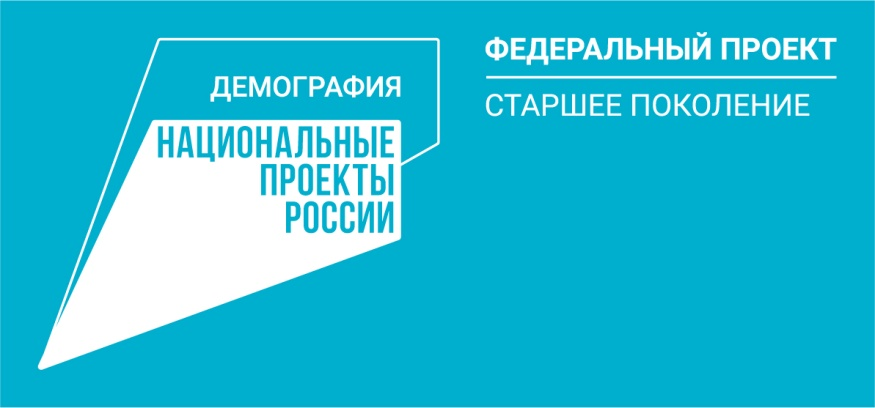 ДЕМОГРАФИЯ
НАЦИОНАЛЬНЫЕ
ПРОЕКТЫ
РОССИИ
ФЕДЕРАЛЬНЫЙ ПРОЕКТ
СТАРШЕЕ ПОКОЛЕНИЕ